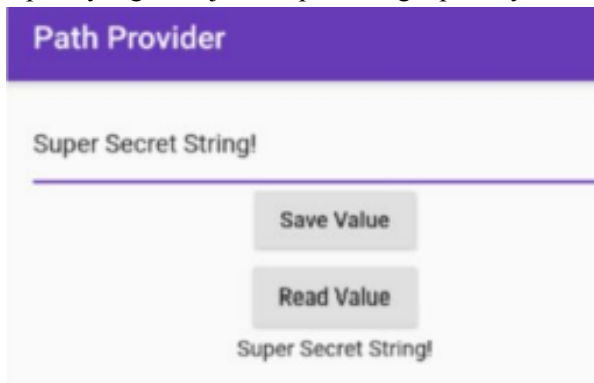 Path Provider
Super Secret String!
Save Value
Read Value
Super Secret String!